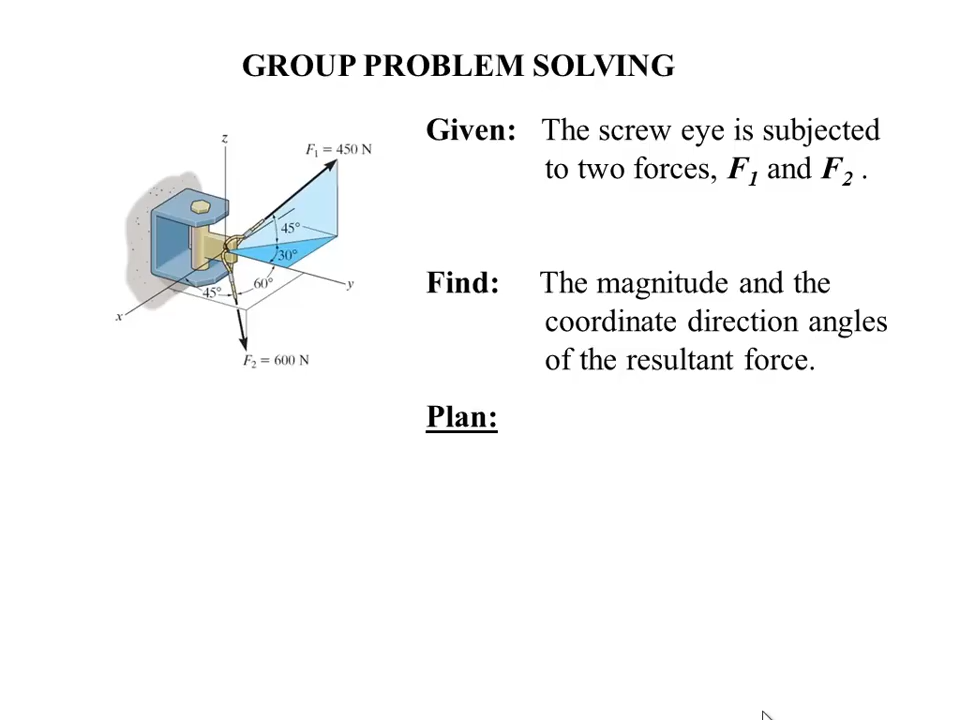 GROUP PROBLEM SOLVING
Given: The screw eye is subjected
to two forces, F1 and F2 .
z
F1 = 450 N
45°
30°
45°
60°
y
x
F2 = 600 N
Find: The magnitude and the
coordinate direction angles
of the resultant force.
Plan: